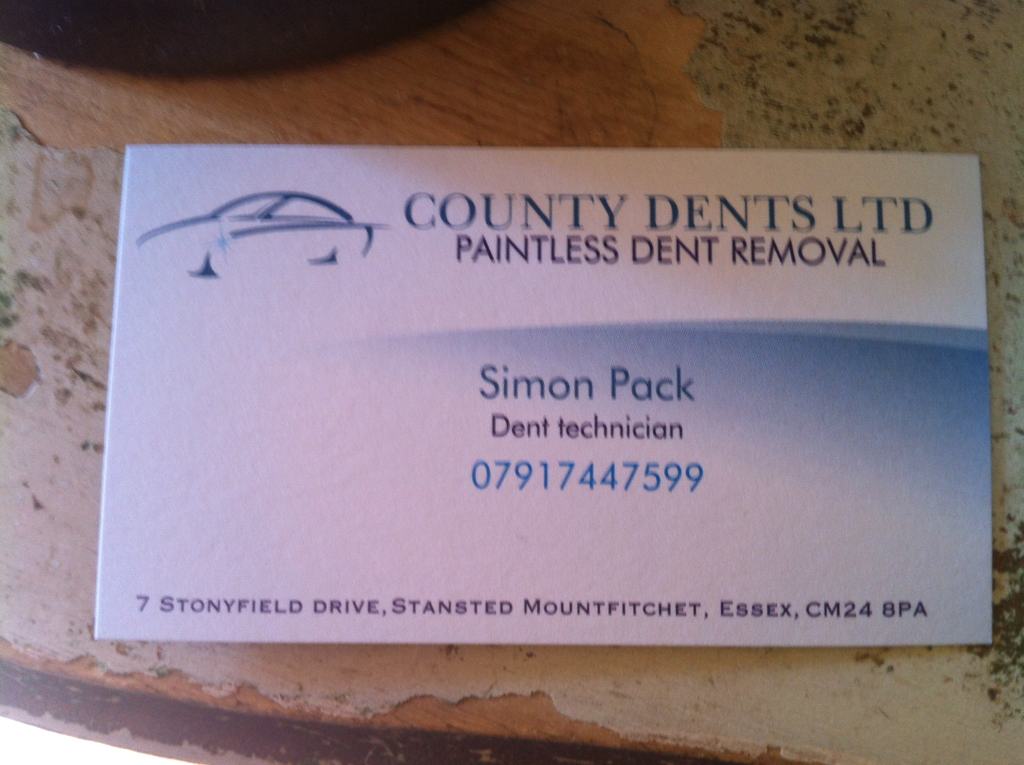 COUNTY DENTS LTD
PAINTLESS DENT REMOVAL
Simon Pack
Dent technician
07917447599
7 STONYFIELD DRIVE, STANSTED MOUNTFITCHET, ESSEX, CM24 8PA